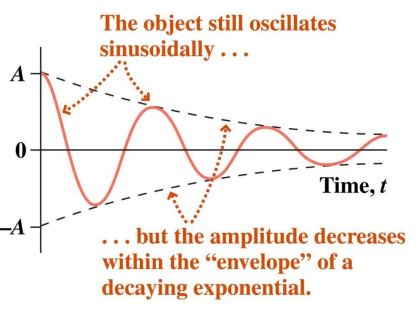 The object still oscillates
sinusoidally . . .
A
0
Time, t
–A
. . . but the amplitude decreases
within the “envelope” of a
decaying exponential.